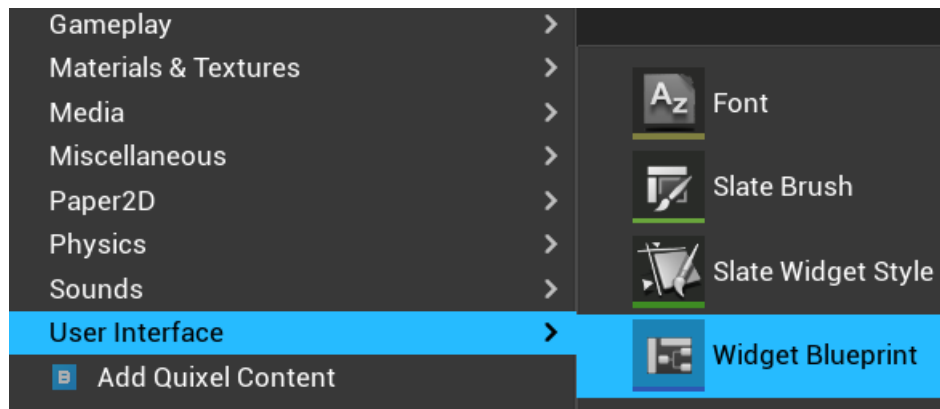 Gameplay
Materials & Textures
Media
Miscellaneous
Paper2D
Physics
Sounds
User Interface
B Add Quixel Content
Az Font
Slate Brush
Slate Widget Style
Widget Blueprint